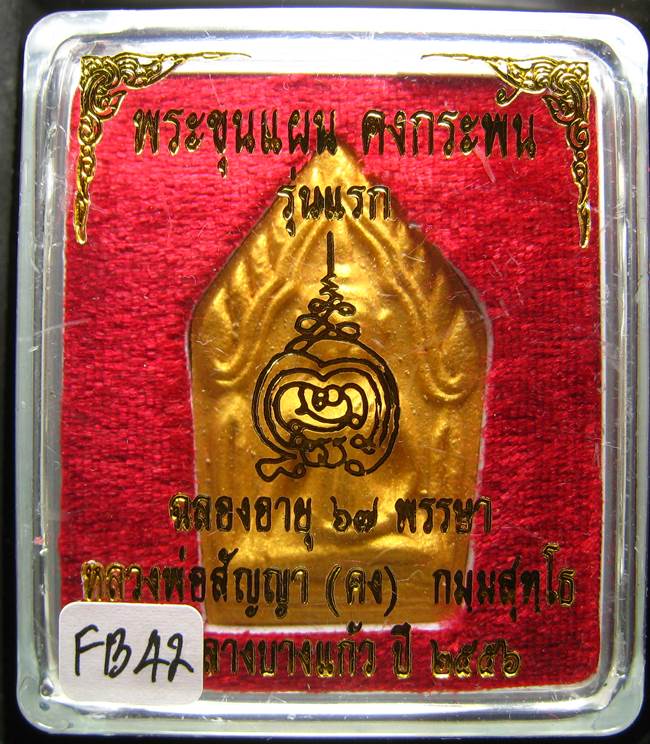 พระขุนแผน คงกระพัน
รุ่นแรก
ฉลองอายุ ๖๗ พรรษา
หลวงพ่อสัญญา (คง) กมฺมสุทฺโธ
ลางบางแก้ว ปี ๒๕๕๖
FB42